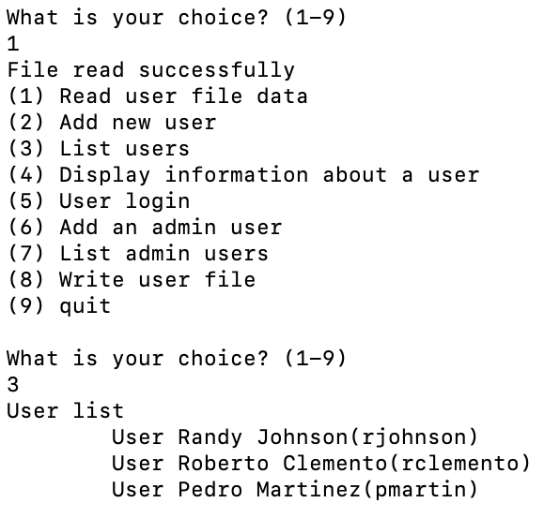 What is your choice? (1-9)
1
File read successfully
(1) Read user file data
(2) Add new user
(3) List users
(4) Display information about a user
(5) User login
(6) Add an admin user
(7) List admin users
(8) Write user file
(9) quit
What is your choice? (1-9)
3
User list
User Randy Johnson(rjohnson)
User Roberto Clemento(rclemento)
User Pedro Martinez(pmartin)